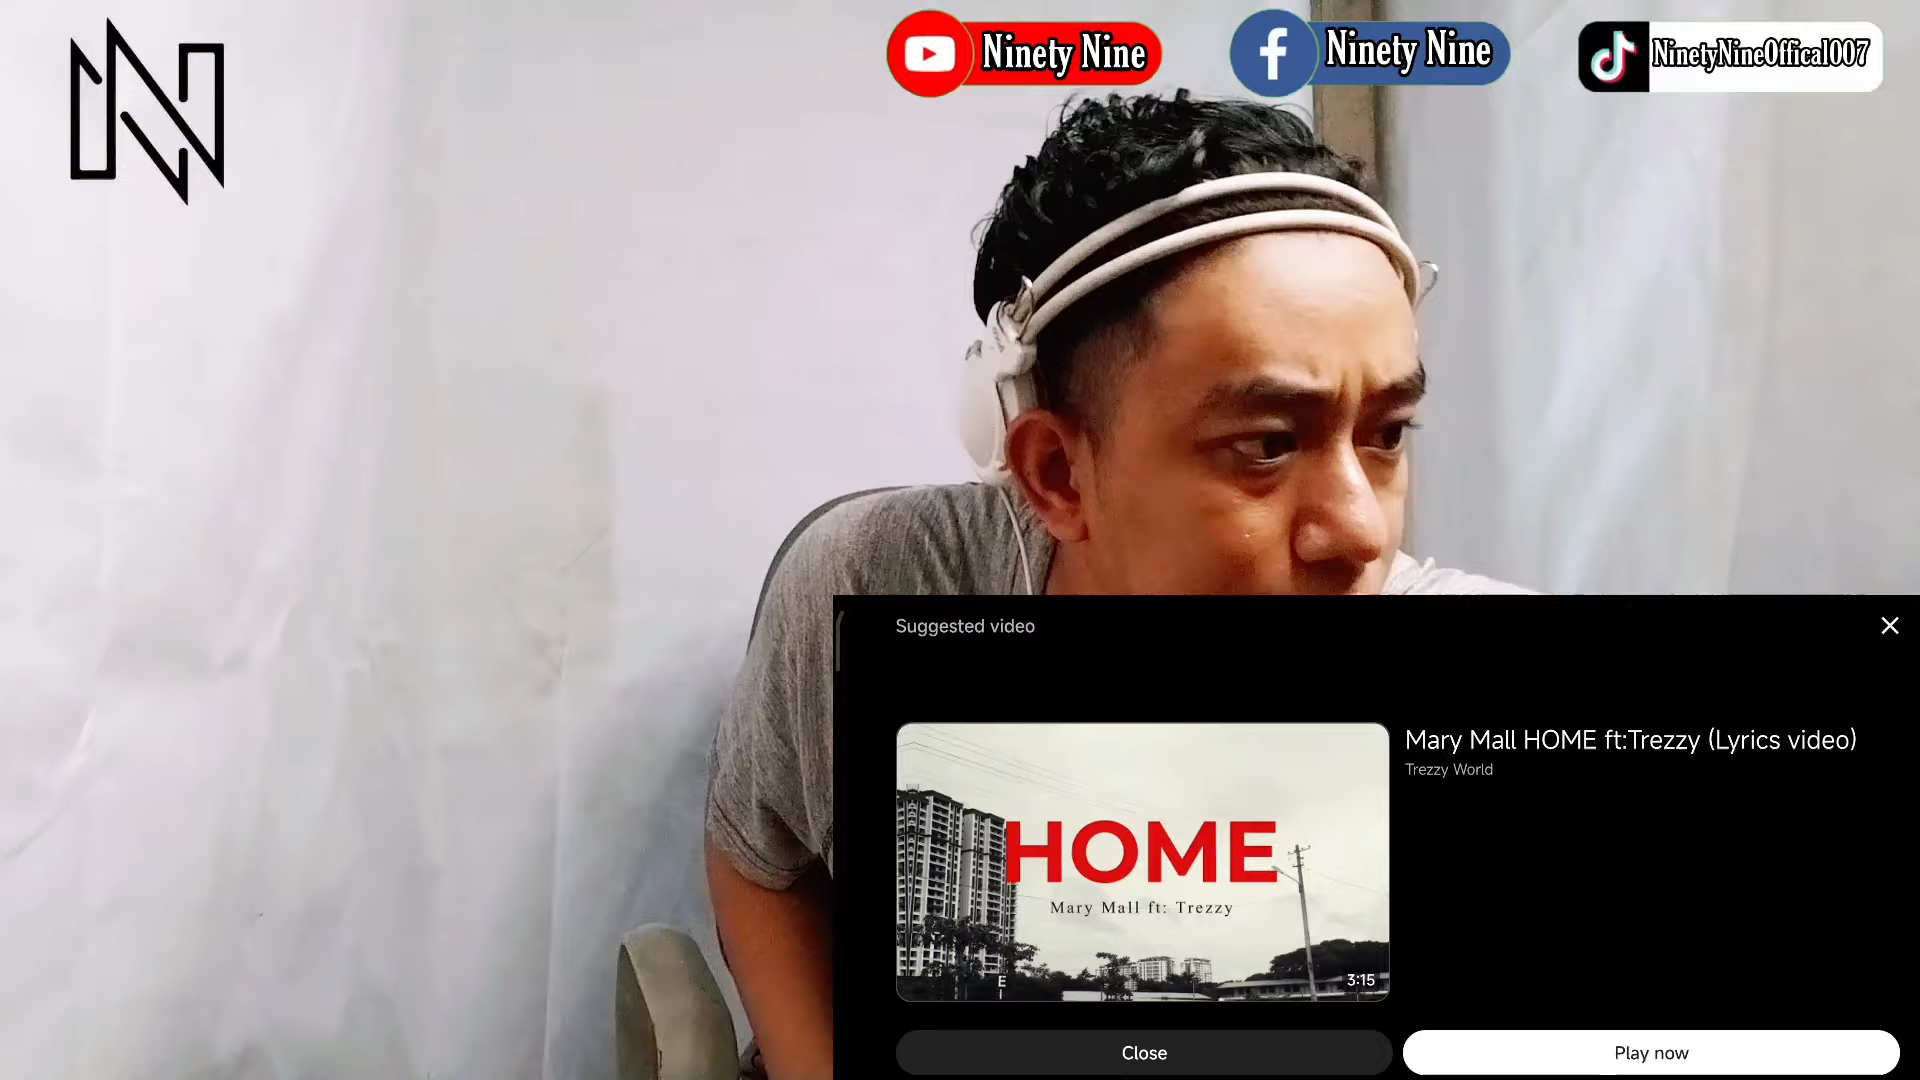 Ninety Nine
Ninety Nine
NinetyNineOffical007
Suggested video
HOME
Mary Mall ft: Trezzy
3:15
Mary Mall HOME ft:Trezzy (Lyrics video)
Trezzy World
Close
Play now